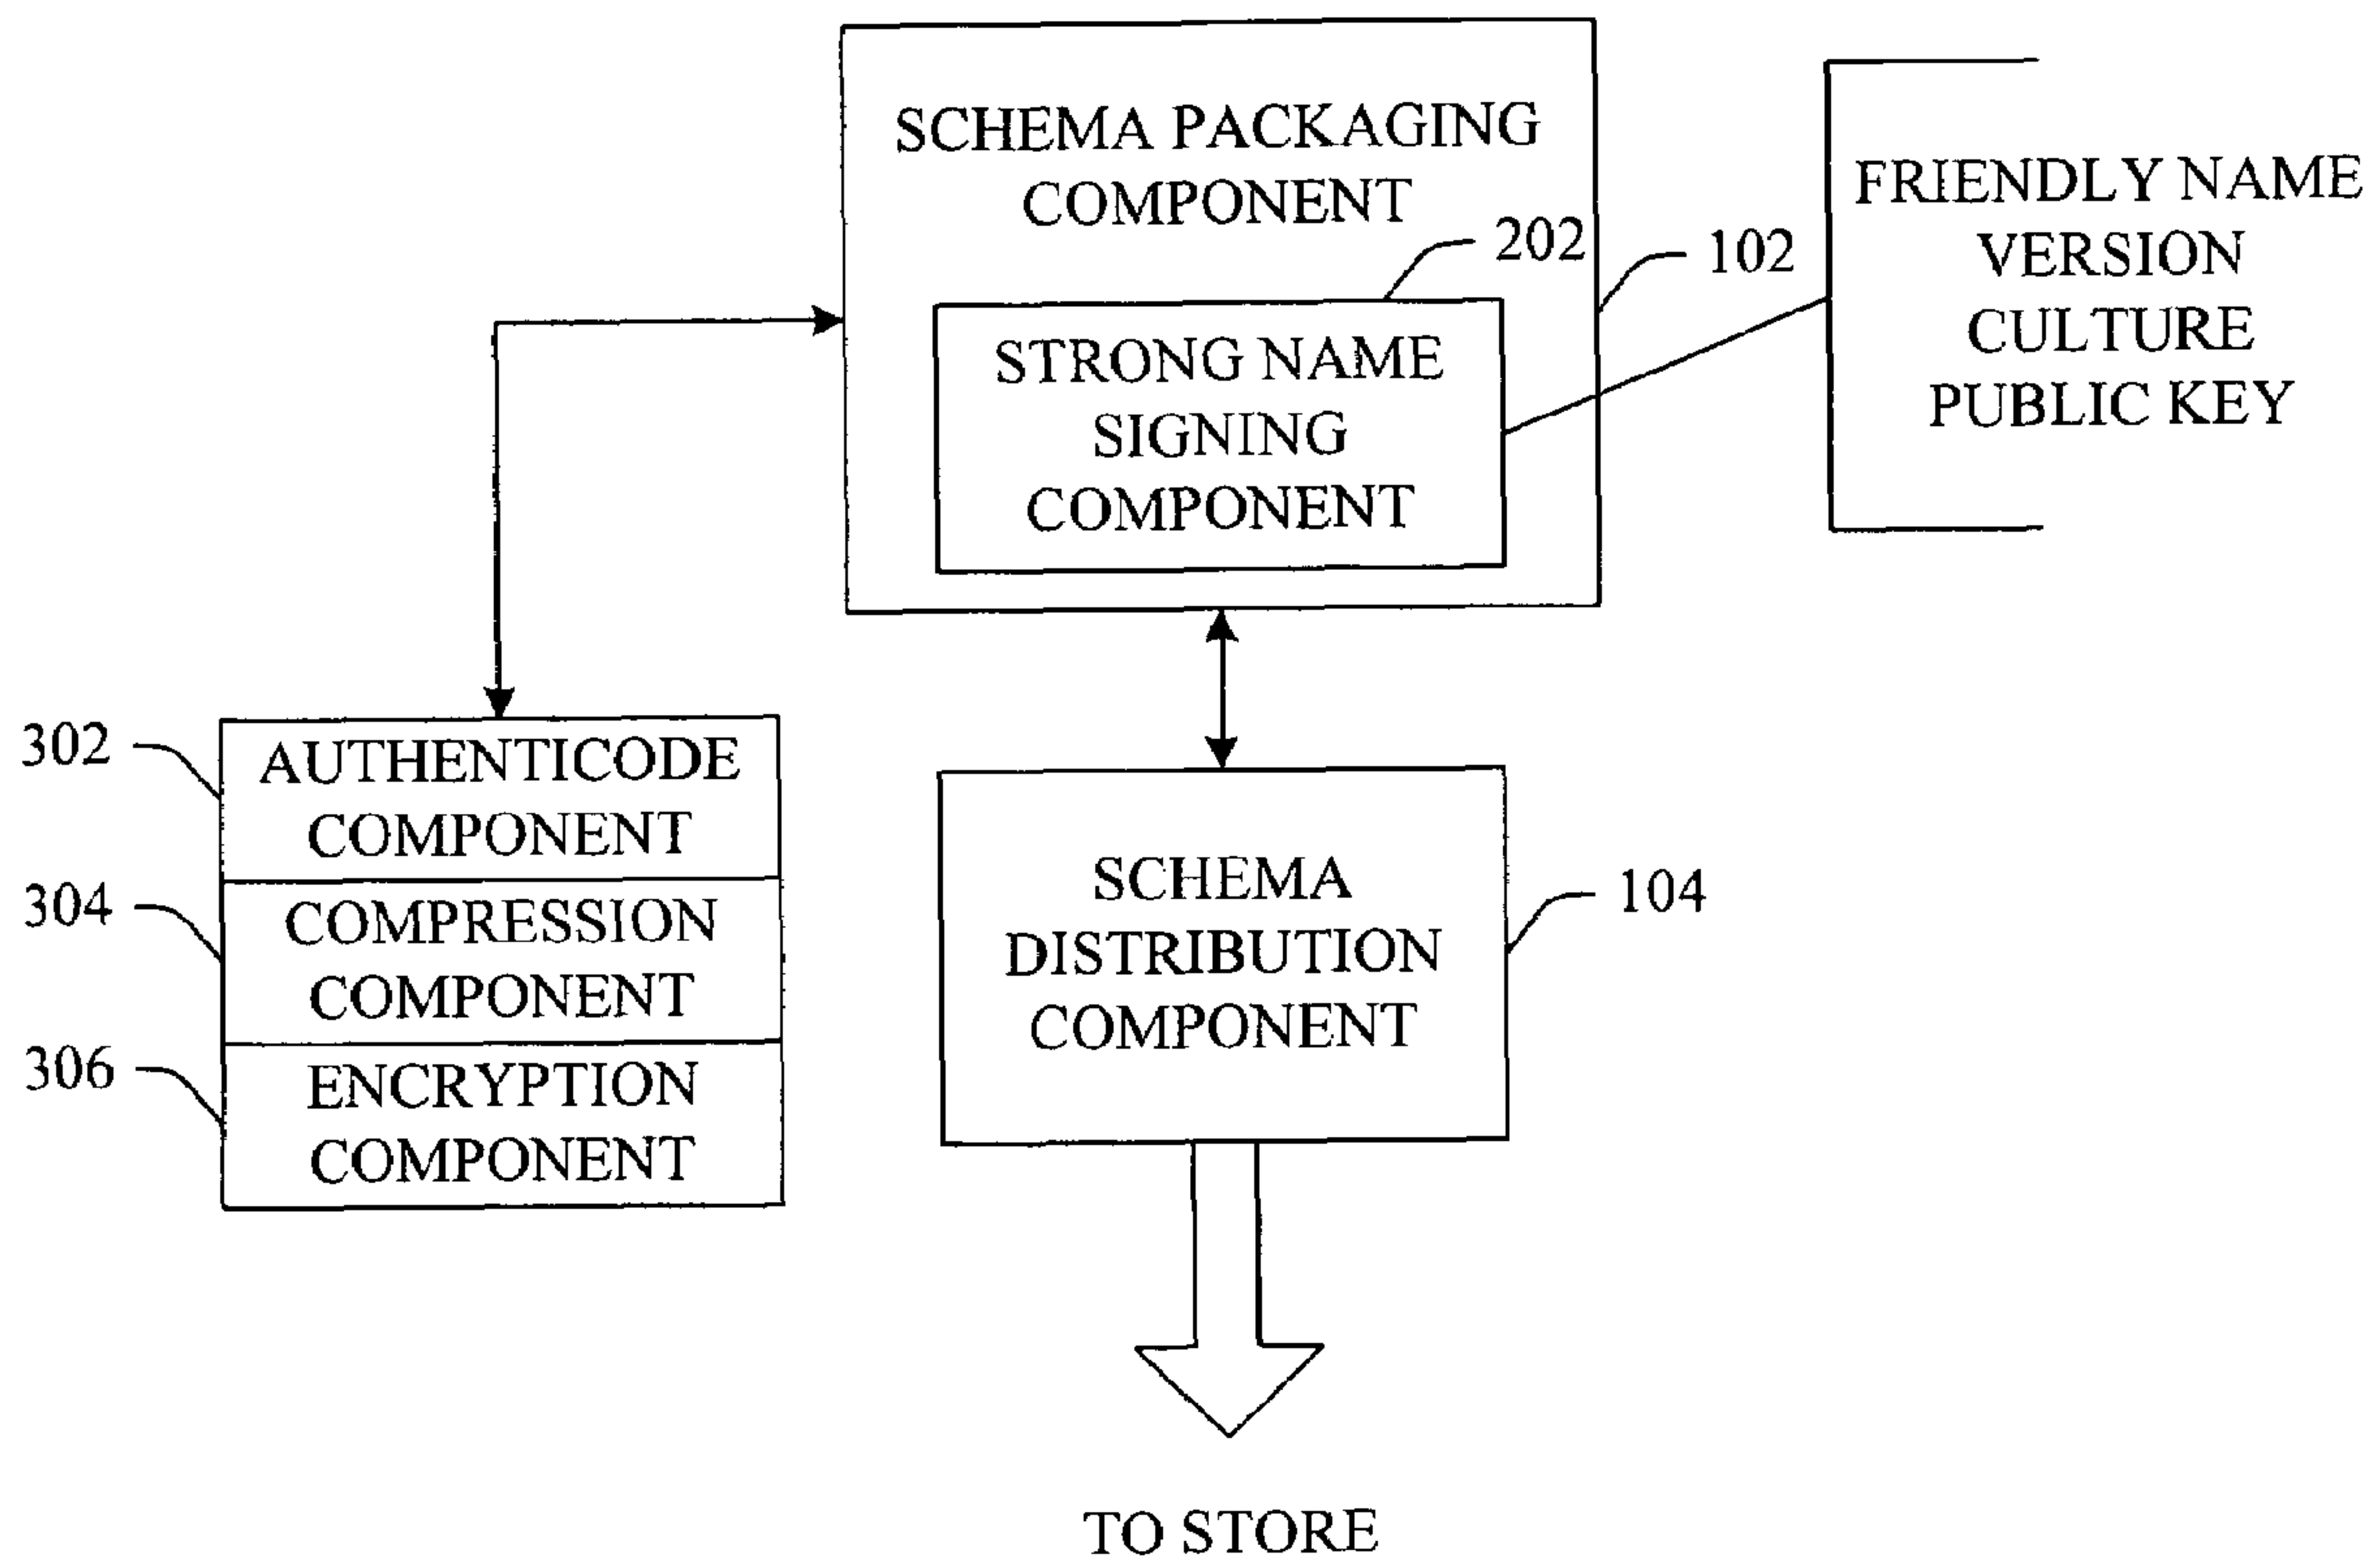 SCHEMA PACKAGING
COMPONENT
202
102
STRONG NAME
SIGNING
COMPONENT
FRIENDLY NAME
VERSION
CULTURE
PUBLIC KEY
302
AUTHENTICODE
COMPONENT
304
COMPRESSION
COMPONENT
306
ENCRYPTION
COMPONENT
SCHEMA
DISTRIBUTION
COMPONENT
104
TO STORE